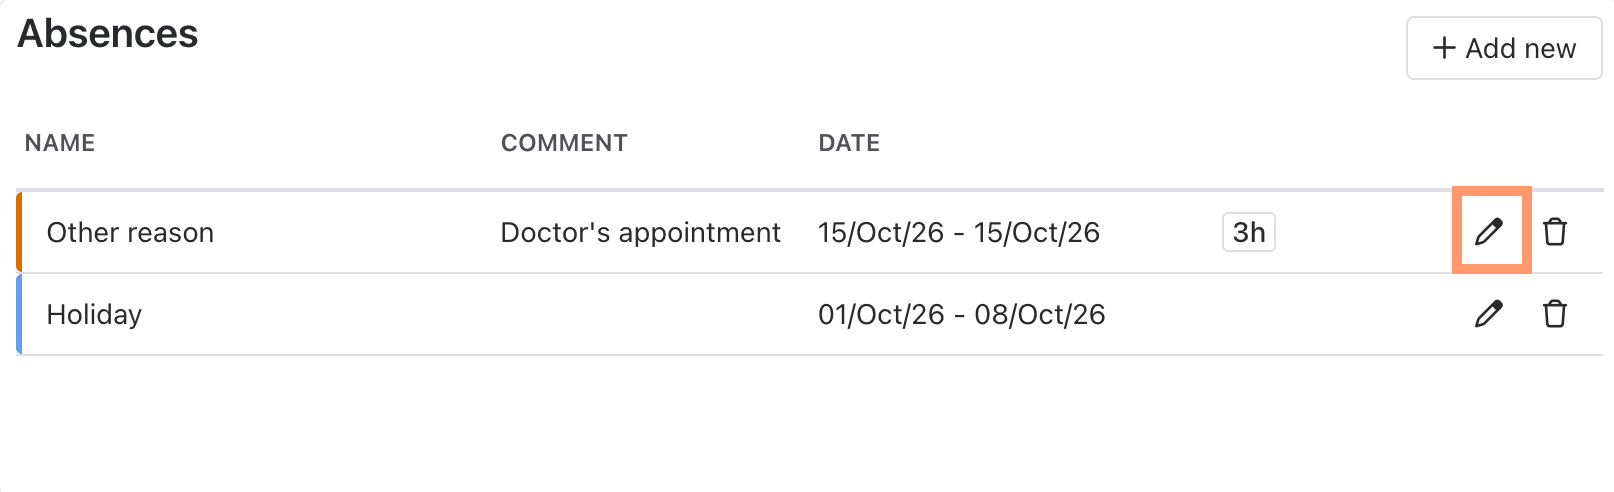 Absences
+ Add new
NAME COMMENT DATE
Other reason Doctor's appointment 15/Oct/26 - 15/Oct/26 3h
Holiday 01/Oct/26 - 08/Oct/26